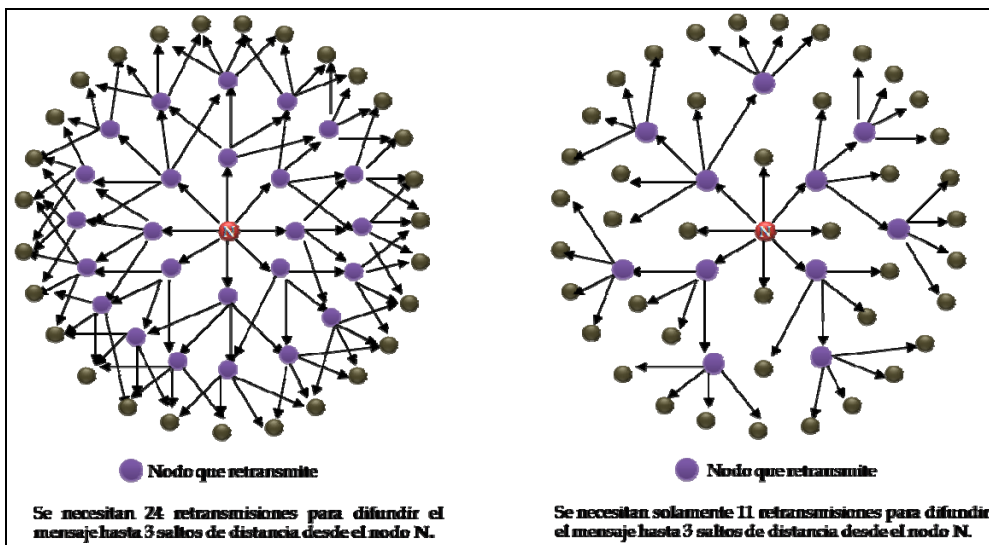 N
N
Nodo que retransmite
Nodo que retransmite
Se necesitan 24 retransmisiones para difundir el
mensaje hasta 3 saltos de distancia desde el nodo N.
Se necesitan solamente 11 retransmisiones para difundir
el mensaje hasta 3 saltos de distancia desde el nodo N.